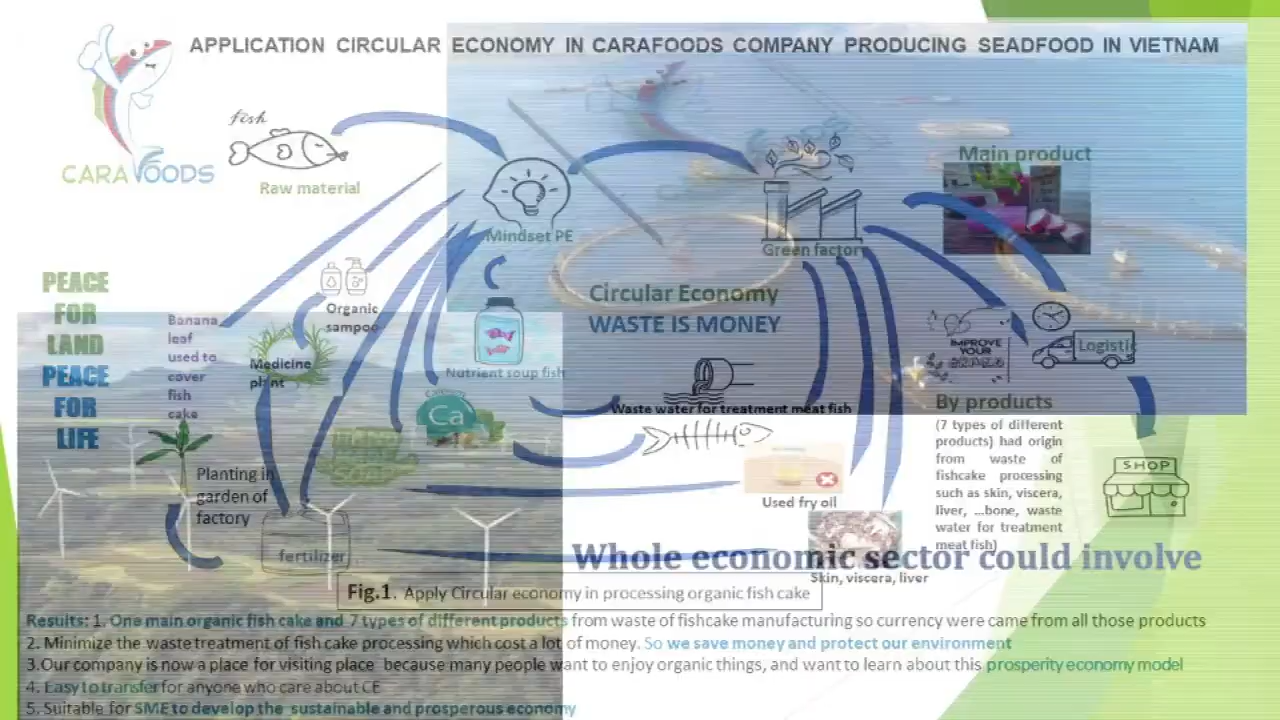 APPLICATION CIRCULAR ECONOMY IN CARAFOODS COMPANY PRODUCING SEADFOOD IN VIETNAM
CARAFOODS
fish
Raw material
Mindset PE
Green factory
Main product
PEACE
FOR
LAND
PEACE
FOR
LIFE
Banana
leaf
used to
cover
fish
cake
Organic
sampoo
Medicine
plant
Nutrient soup fish
Ca
Circular Economy
WASTE IS MONEY
Waste water for treatment meat fish
IMPROVE
YOUR
Logistic
By products
(7 types of different
products) had origin
from waste of
fishcake processing
such as skin, viscera,
liver, ...bone, waste
water for treatment
meat fish)
SHOP
Planting in
garden of
factory
fertilizer
Used fry oil
Skin, viscera, liver
Whole economic sector could involve
Fig.1. Apply Circular economy in processing organic fish cake
Results: 1. One main organic fish cake and 7 types of different products from waste of fishcake manufacturing so currency were came from all those products
2. Minimize the waste treatment of fish cake processing which cost a lot of money. So we save money and protect our environment
3.Our company is now a place for visiting place because many people want to enjoy organic things, and want to learn about this prosperity economy model
4. Easy to transfer for anyone who care about CE
5. Suitable for SME to develop the sustainable and prosperous economy